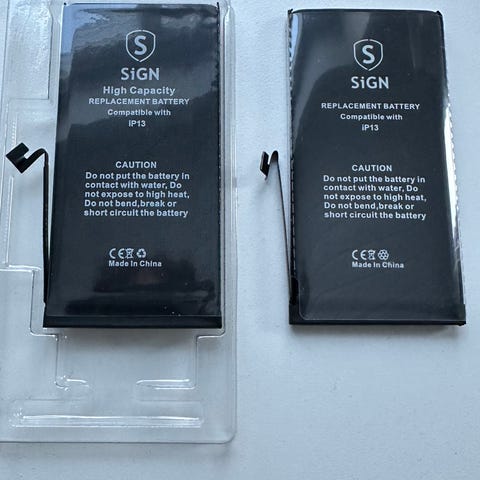 S
SiGN
High Capacity
REPLACEMENT BATTERY
Compatible with
iP13
CAUTION
Do not put the battery in
contact with water, Do
not expose to high heat,
Do not bend,break or
short circuit the battery
CE
Made In China
S
SiGN
REPLACEMENT BATTERY
Compatible with
iP13
CAUTION
Do not put the battery in
contact with water, Do
not expose to high heat,
Do not bend,break or
short circuit the battery
CE
Made In China